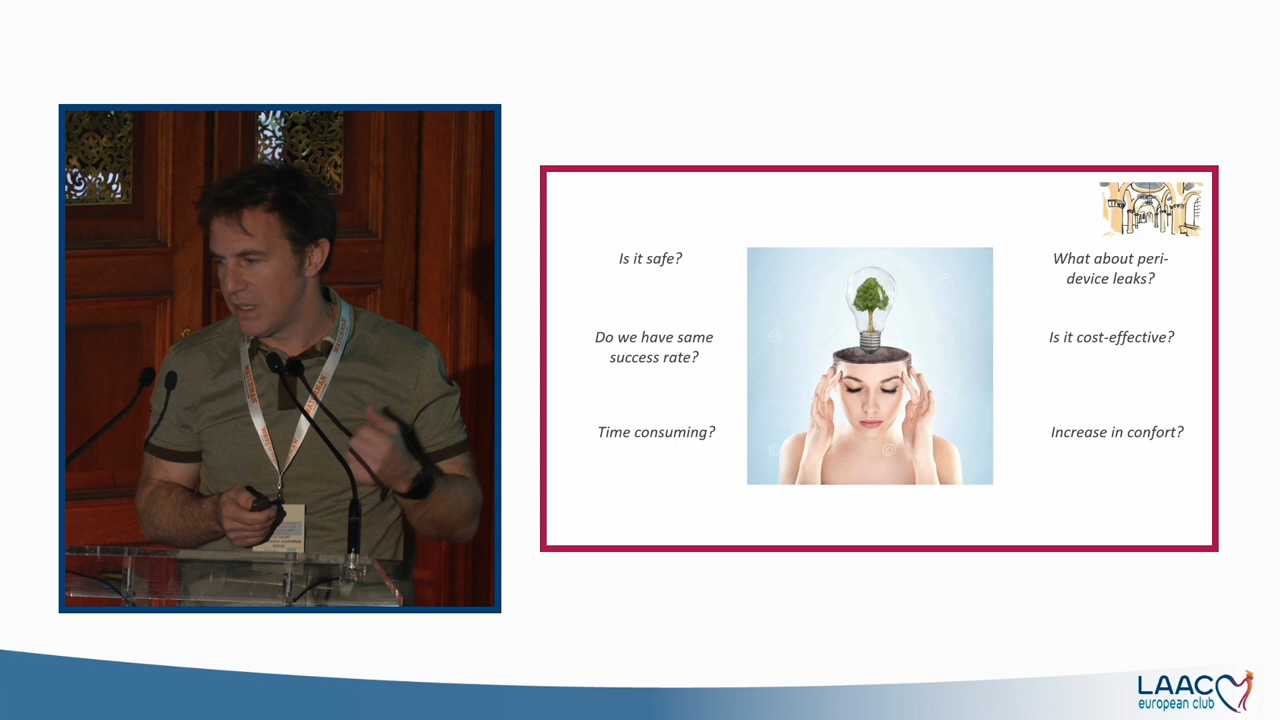 Is it safe?
What about peri-
device leaks?
Do we have same
success rate?
Is it cost-effective?
Time consuming?
Increase in confort?
WATCHMAN
LAAC
european club